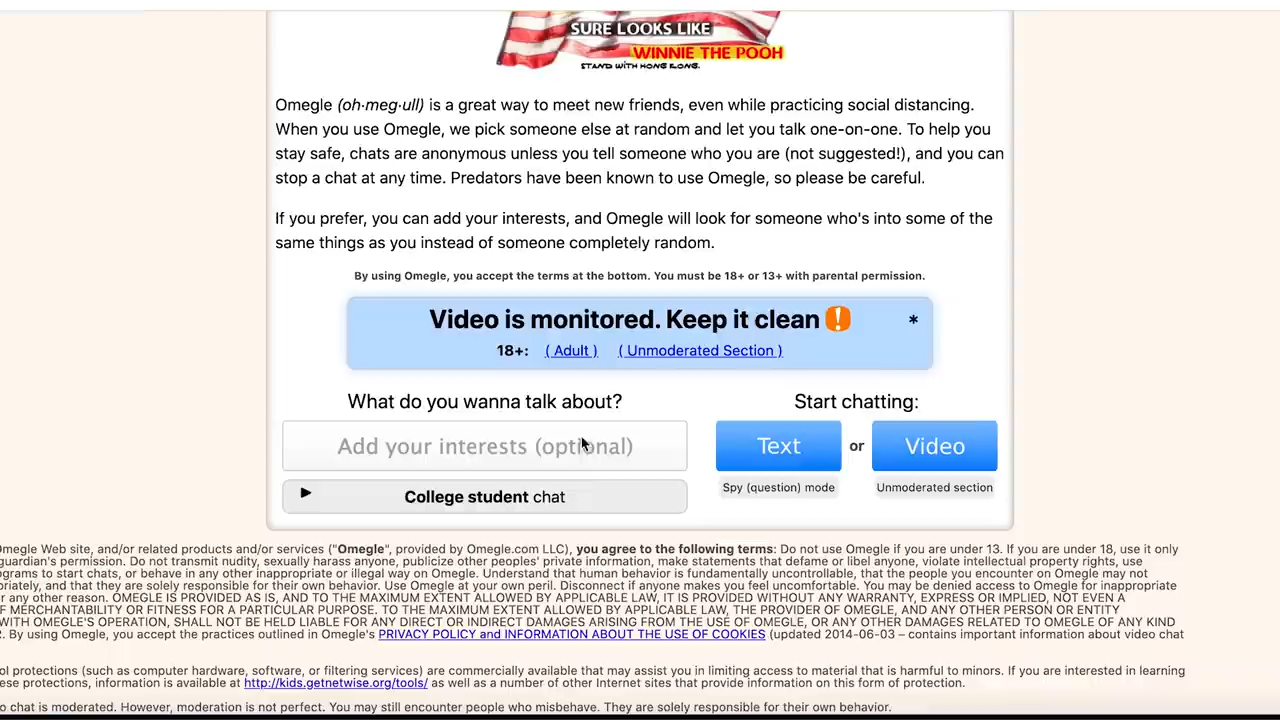 SURE LOOKS LIKE
WINNIE THE POOH
STAND WITH HONG KONG.
Omegle (oh·meg·ull) is a great way to meet new friends, even while practicing social distancing.
When you use Omegle, we pick someone else at random and let you talk one-on-one. To help you
stay safe, chats are anonymous unless you tell someone who you are (not suggested!), and you can
stop a chat at any time. Predators have been known to use Omegle, so please be careful.
If you prefer, you can add your interests, and Omegle will look for someone who's into some of the
same things as you instead of someone completely random.
By using Omegle, you accept the terms at the bottom. You must be 18+ or 13+ with parental permission.
Video is monitored. Keep it clean ! *
18+: ( Adult ) ( Unmoderated Section )
What do you wanna talk about? Start chatting:
Add your interests (optional) Text or Video
Spy (question) mode Unmoderated section
College student chat
Omegle Web site, and/or related products and/or services ("Omegle", provided by Omegle.com LLC), you agree to the following terms: Do not use Omegle if you are under 13. If you are under 18, use it only
guardian's permission. Do not transmit nudity, sexually harass anyone, publicize other peoples' private information, make statements that defame or libel anyone, violate intellectual property rights, use
ograms to start chats, or behave in any other inappropriate or illegal way on Omegle. Understand that human behavior is fundamentally uncontrollable, that the people you encounter on Omegle may not
opriately, and that they are solely responsible for their own behavior. Use Omegle at your own peril. Disconnect if anyone makes you feel uncomfortable. You may be denied access to Omegle for inappropriate
or any other reason. OMEGLE IS PROVIDED AS IS, AND TO THE MAXIMUM EXTENT ALLOWED BY APPLICABLE LAW, IT IS PROVIDED WITHOUT ANY WARRANTY, EXPRESS OR IMPLIED, NOT EVEN A
F MERCHANTABILITY OR FITNESS FOR A PARTICULAR PURPOSE. TO THE MAXIMUM EXTENT ALLOWED BY APPLICABLE LAW, THE PROVIDER OF OMEGLE, AND ANY OTHER PERSON OR ENTITY
WITH OMEGLE'S OPERATION, SHALL NOT BE HELD LIABLE FOR ANY DIRECT OR INDIRECT DAMAGES ARISING FROM THE USE OF OMEGLE, OR ANY OTHER DAMAGES RELATED TO OMEGLE OF ANY KIND
R. By using Omegle, you accept the practices outlined in Omegle's PRIVACY POLICY and INFORMATION ABOUT THE USE OF COOKIES (updated 2014-06-03 – contains important information about video chat
ol protections (such as computer hardware, software, or filtering services) are commercially available that may assist you in limiting access to material that is harmful to minors. If you are interested in learning
ese protections, information is available at http://kids.getnetwise.org/tools/ as well as a number of other Internet sites that provide information on this form of protection.
o chat is moderated. However, moderation is not perfect. You may still encounter people who misbehave. They are solely responsible for their own behavior.